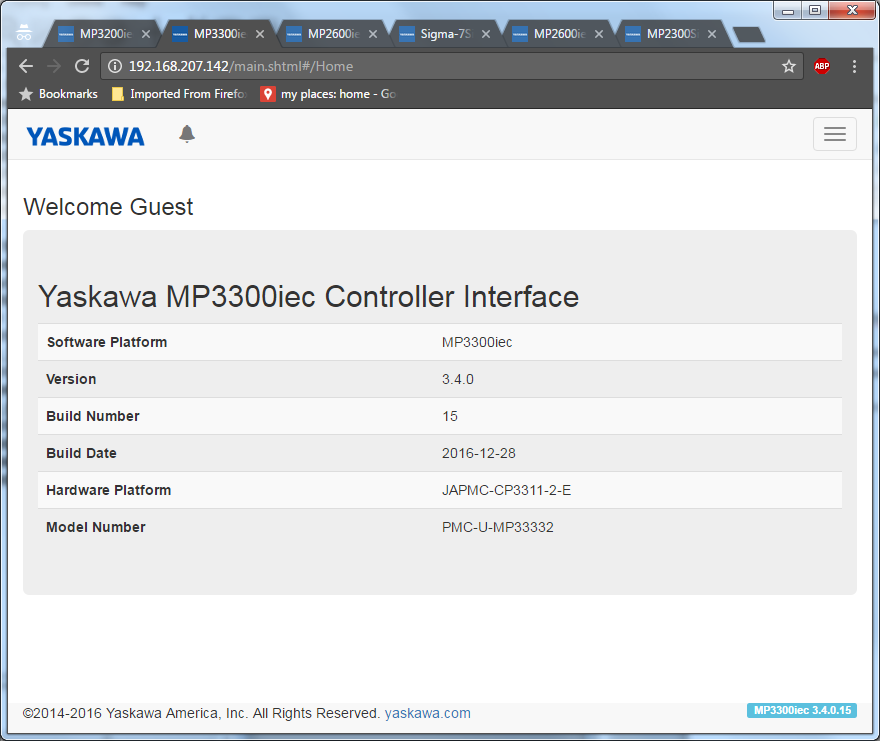 MP3200ie
MP3300ie
MP2600ie
Sigma-7S
MP2600ie
MP2300S
192.168.207.142/main.shtml#/Home
ABP
Bookmarks
Imported From Firefo
my places: home - Go
YASKAWA
Welcome Guest
Yaskawa MP3300iec Controller Interface
Software Platform MP3300iec
Version 3.4.0
Build Number 15
Build Date 2016-12-28
Hardware Platform JAPMC-CP3311-2-E
Model Number PMC-U-MP33332
©2014-2016 Yaskawa America, Inc. All Rights Reserved. yaskawa.com
MP3300iec 3.4.0.15